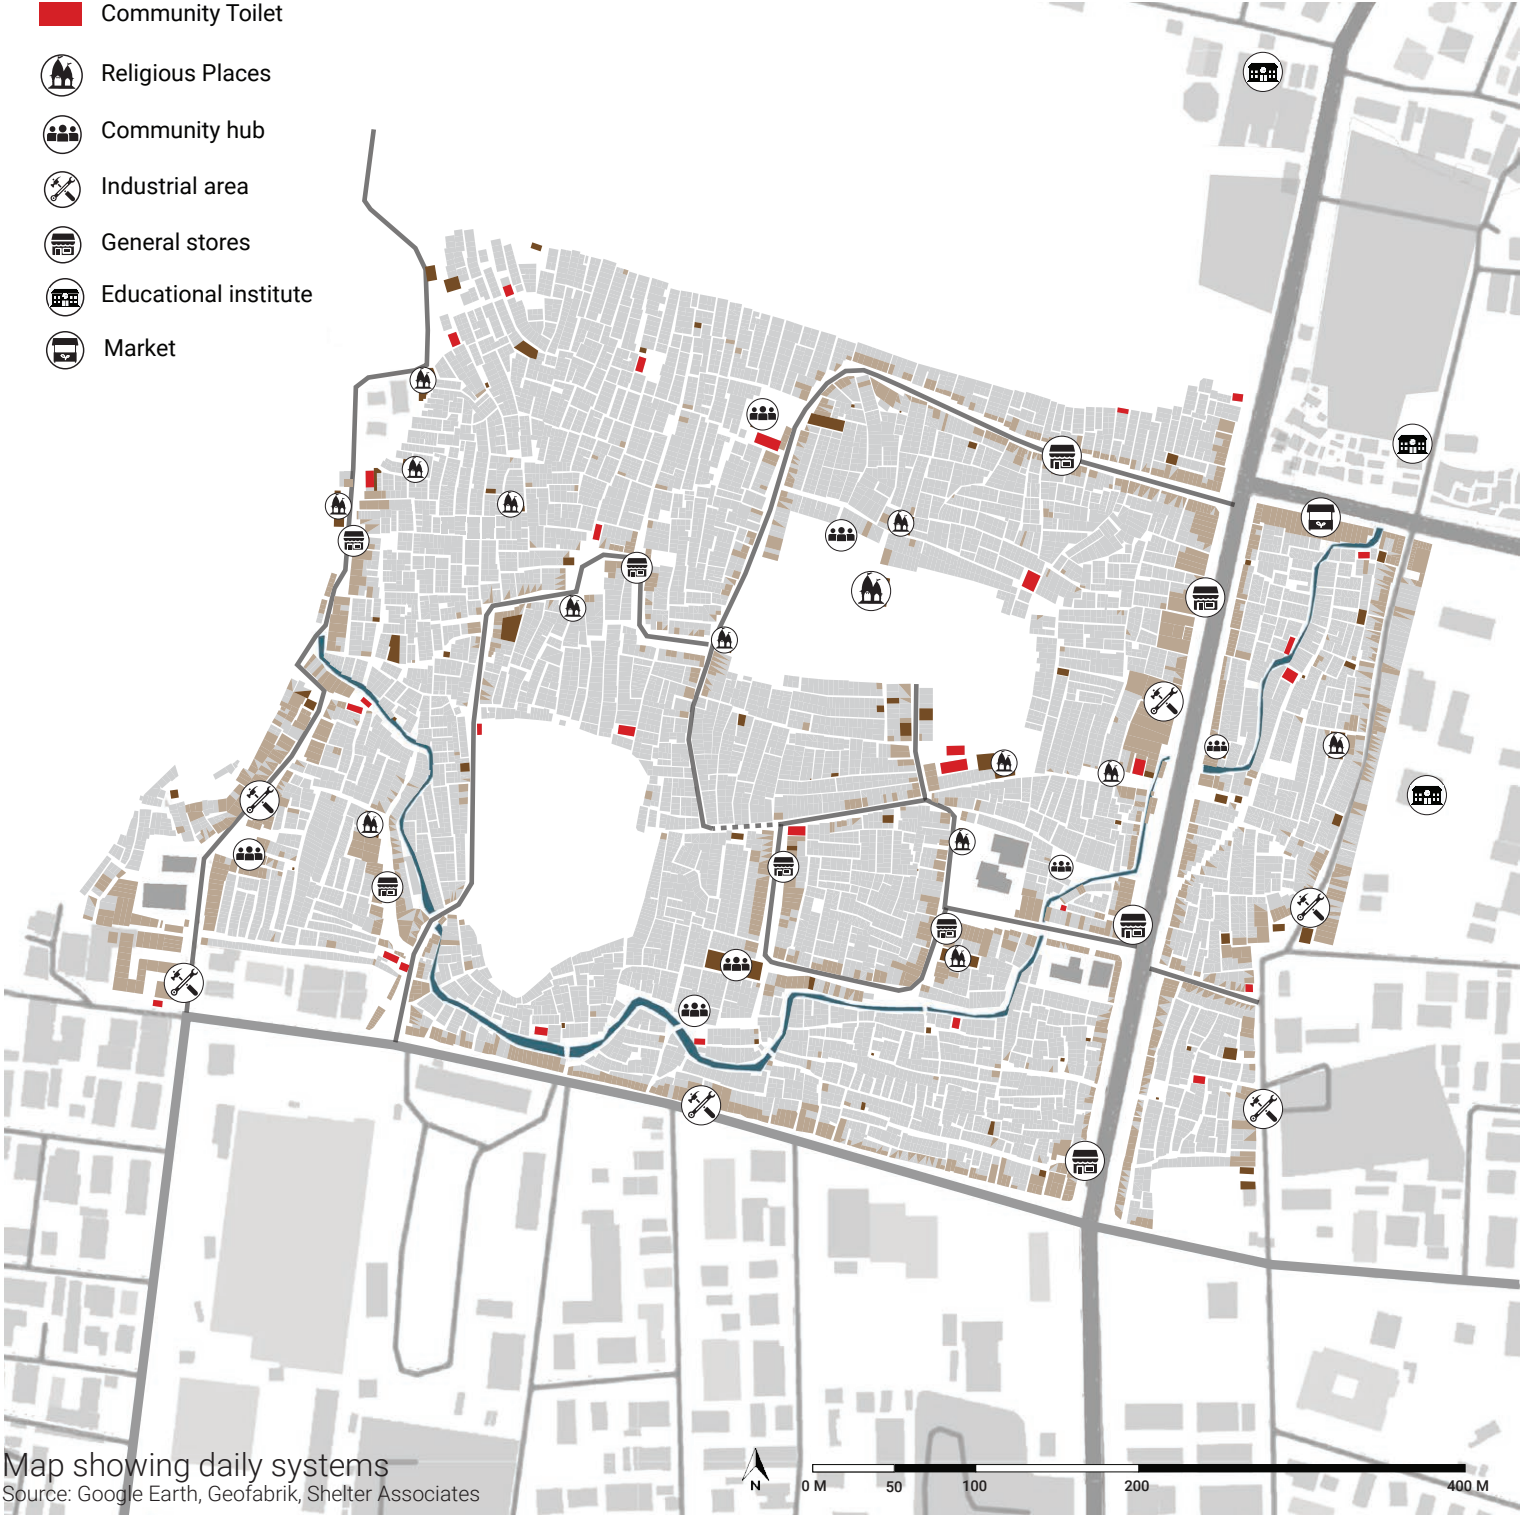 Community Toilet
Religious Places
Community hub
Industrial area
General stores
Educational institute
Market
Map showing daily systems
Source: Google Earth, Geofabrik, Shelter Associates
N
0 M 50 100 200 400 M